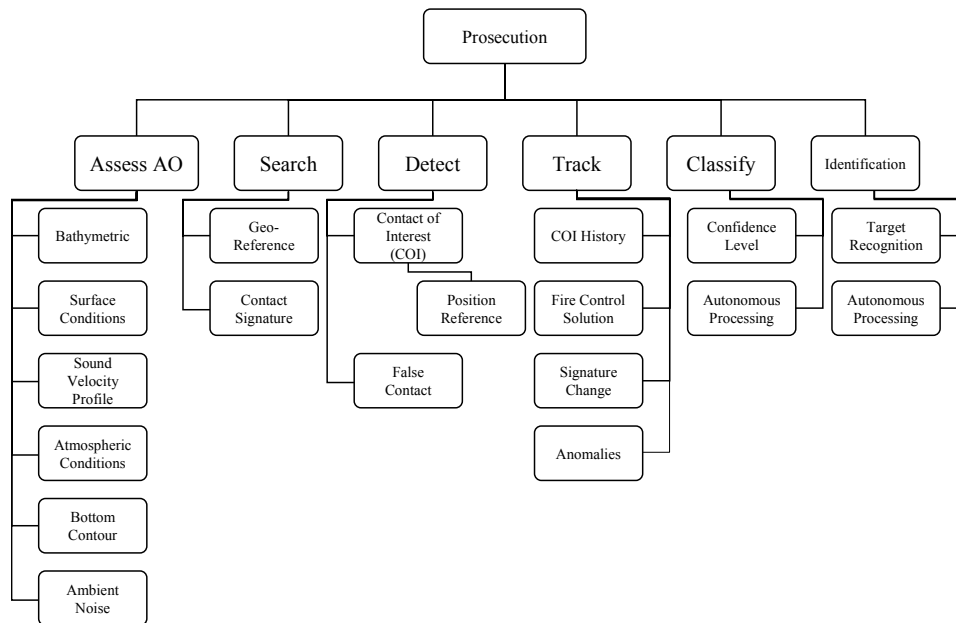 Prosecution
Assess AO
Search
Detect
Track
Classify
Identification
Bathymetric
Surface
Conditions
Sound
Velocity
Profile
Atmospheric
Conditions
Bottom
Contour
Ambient
Noise
Geo-
Reference
Contact
Signature
Contact of
Interest
(COI)
Position
Reference
False
Contact
COI History
Fire Control
Solution
Signature
Change
Anomalies
Confidence
Level
Autonomous
Processing
Target
Recognition
Autonomous
Processing